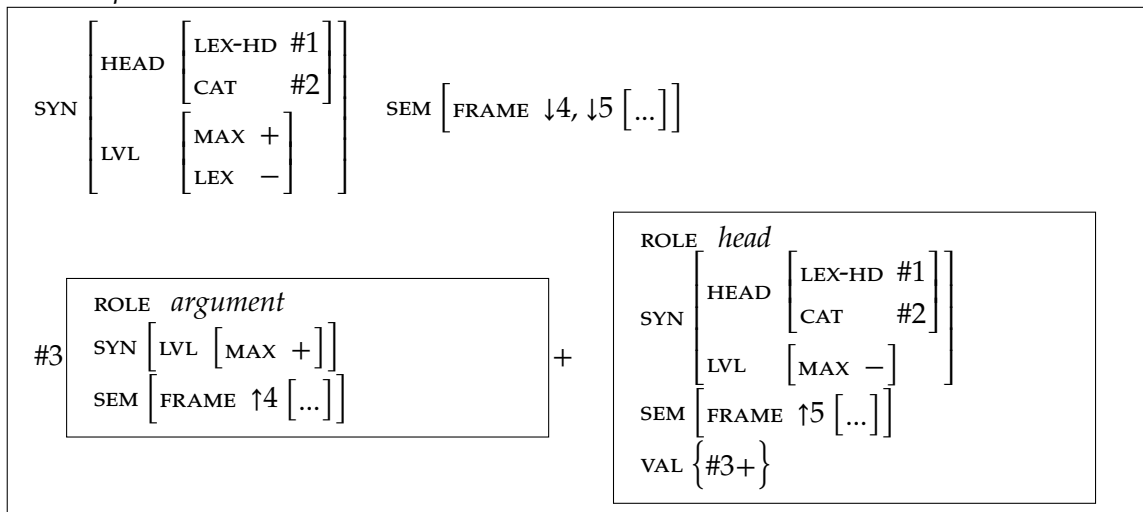 SYN [HEAD [LEX-HD #1
CAT #2]
LVL [MAX +
LEX −]] SEM [FRAME ↓4, ↓5 [...]]
#3 ROLE argument
SYN [LVL [MAX +]]
SEM [FRAME ↑4 [...]]
+
ROLE head
SYN [HEAD [LEX-HD #1
CAT #2]
LVL [MAX −]]
SEM [FRAME ↑5 [...]]
VAL {#3+}